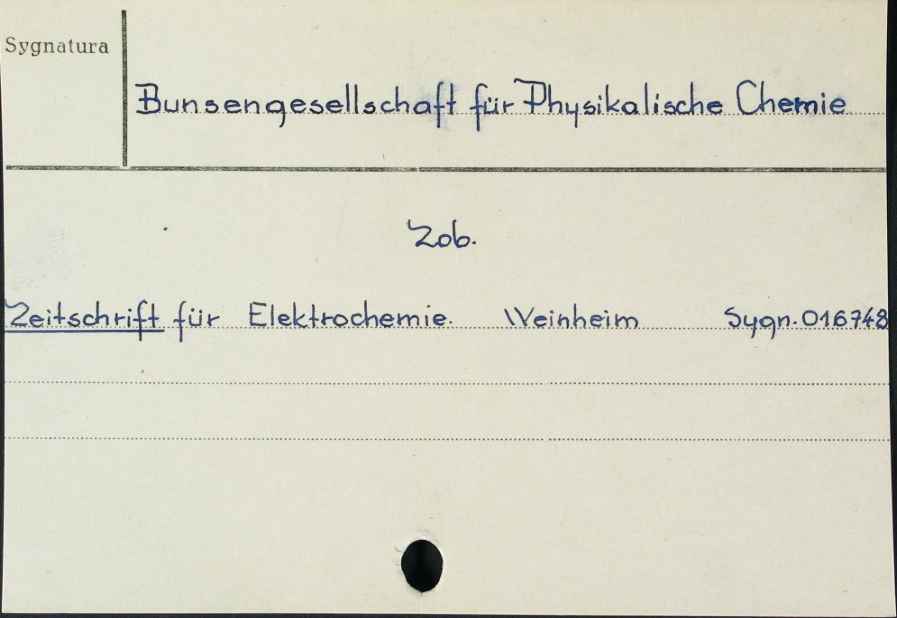 Sygnatura
Bunsengesellschaft für Physikalische Chemie
Zob.
Zeitschrift für Elektrochemie. Weinheim Sygn. 016748